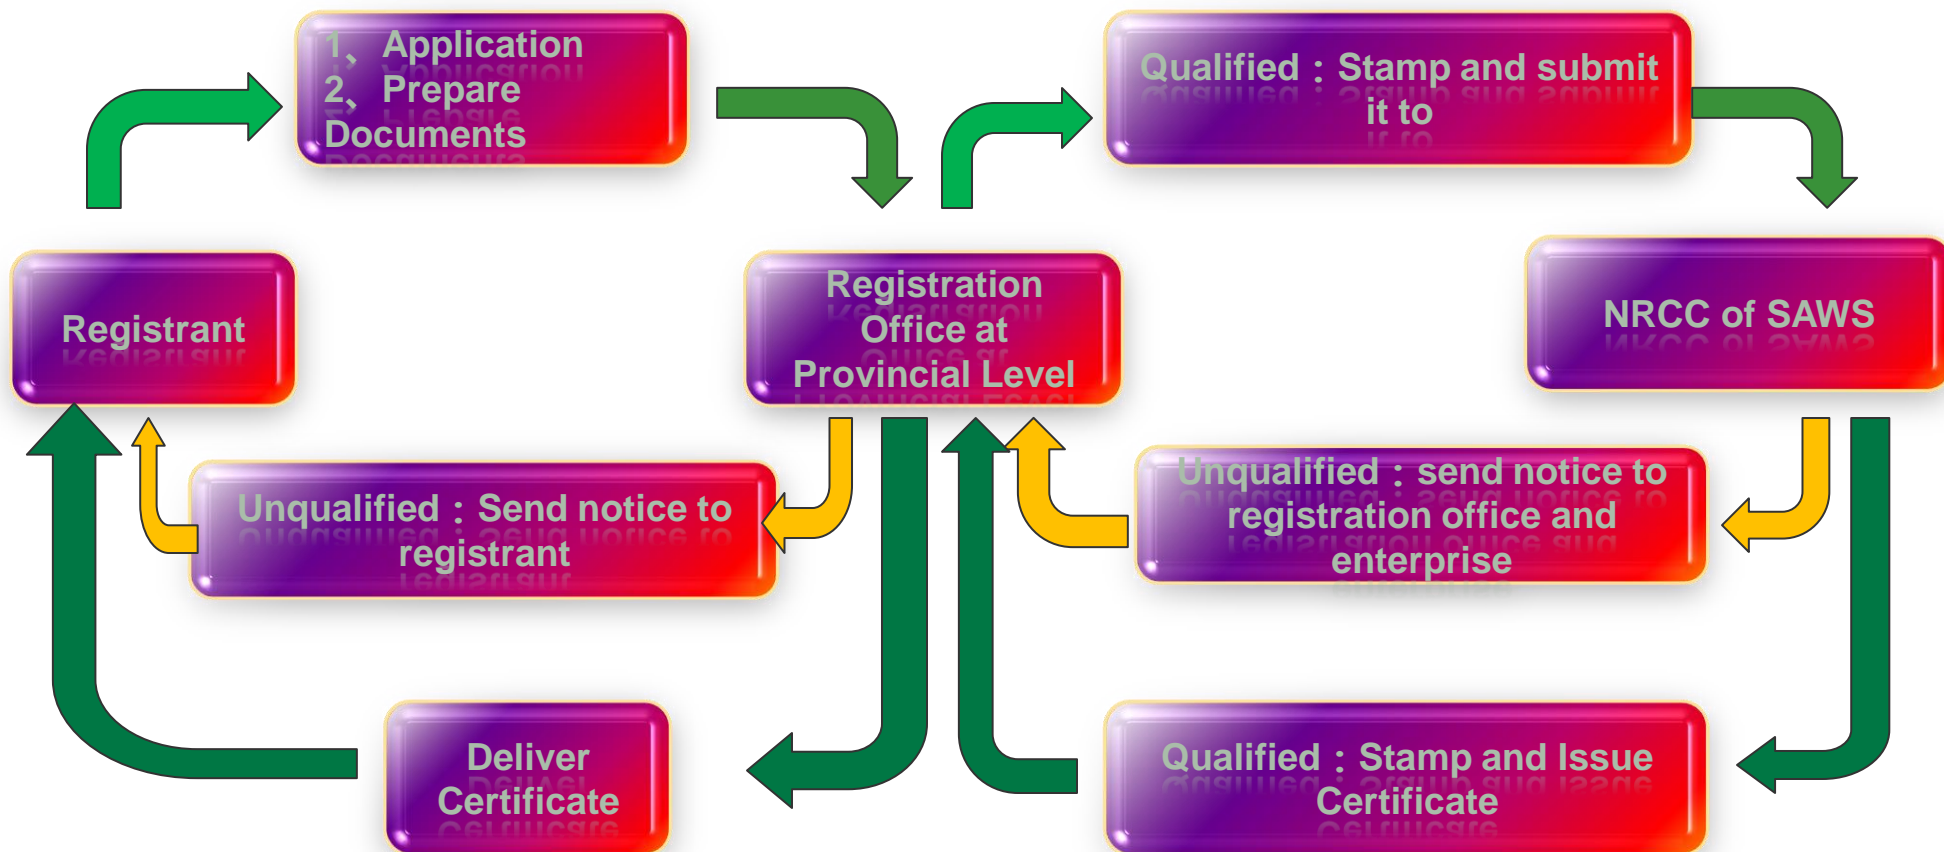 1、Application
2、Prepare
Documents
Qualified：Stamp and submit
it to
Registrant
Registration
Office at
Provincial Level
NRCC of SAWS
Unqualified：Send notice to
registrant
Unqualified：send notice to
registration office and
enterprise
Deliver
Certificate
Qualified：Stamp and Issue
Certificate